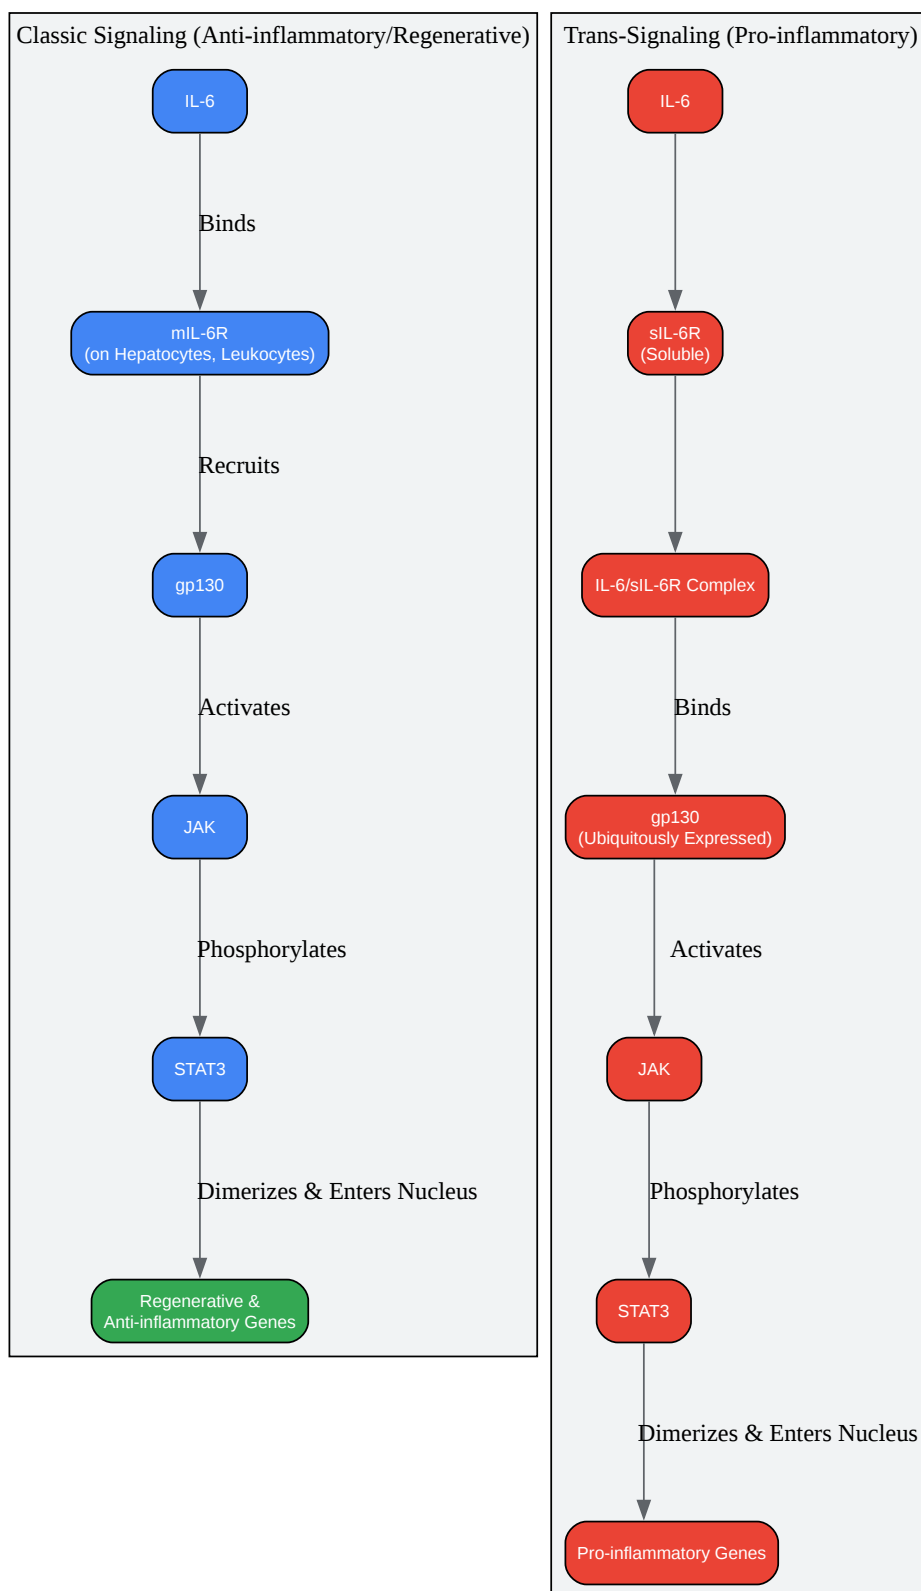 Classic Signaling (Anti-inflammatory/Regenerative)
IL-6
Binds
mIL-6R
(on Hepatocytes, Leukocytes)
Recruits
gp130
Activates
JAK
Phosphorylates
STAT3
Dimerizes & Enters Nucleus
Regenerative &
Anti-inflammatory Genes
Trans-Signaling (Pro-inflammatory)
IL-6
sIL-6R
(Soluble)
IL-6/sIL-6R Complex
Binds
gp130
(Ubiquitously Expressed)
Activates
JAK
Phosphorylates
STAT3
Dimerizes & Enters Nucleus
Pro-inflammatory Genes